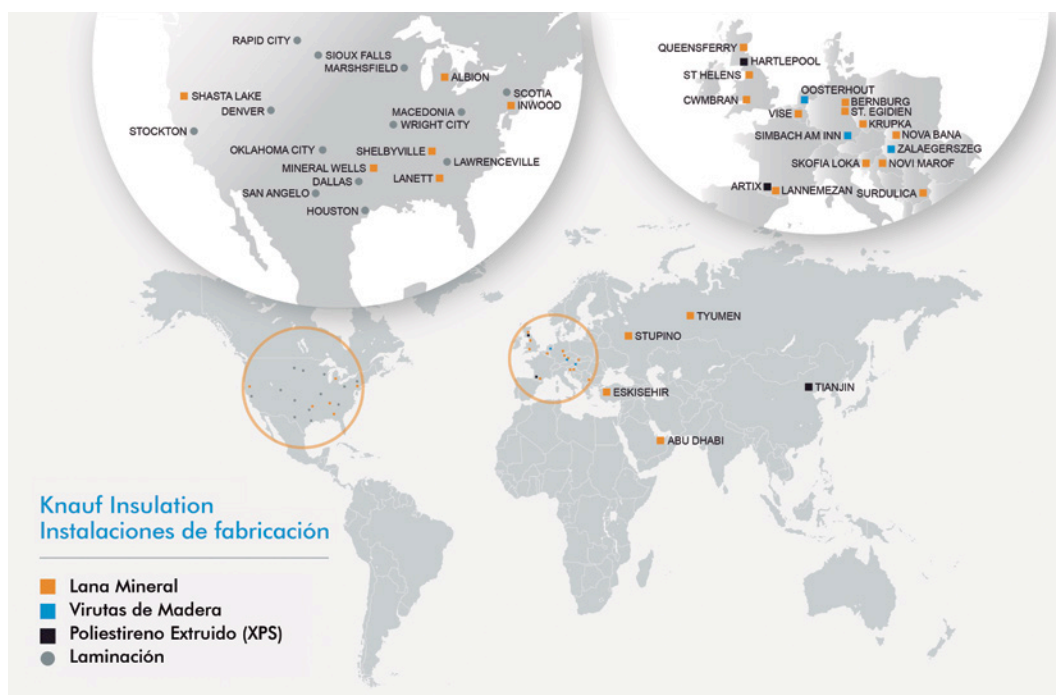 RAPID CITY
SIOUX FALLS
MARSHSFIELD
ALBION
SHASTA LAKE
SCOTIA
INWOOD
DENVER
MACEDONIA
WRIGHT CITY
STOCKTON
OKLAHOMA CITY
SHELBYVILLE
LAWRENCEVILLE
MINERAL WELLS
DALLAS
LANETT
SAN ANGELO
HOUSTON
QUEENSFERRY
HARTLEPOOL
ST HELENS
OOSTERHOUT
CWMBRAN
BERNBURG
ST. EGIDIEN
VISE
KRUPKA
SIMBACH AM INN
NOVA BANA
ZALAEGERSZEG
SKOFIA LOKA
NOVI MAROF
ARTIX
LANNEMEZAN
SURDULICA
TYUMEN
STUPINO
TIANJIN
ESKISEHIR
ABU DHABI
Knauf Insulation
Instalaciones de fabricación
Lana Mineral
Virutas de Madera
Poliestireno Extruido (XPS)
Laminación